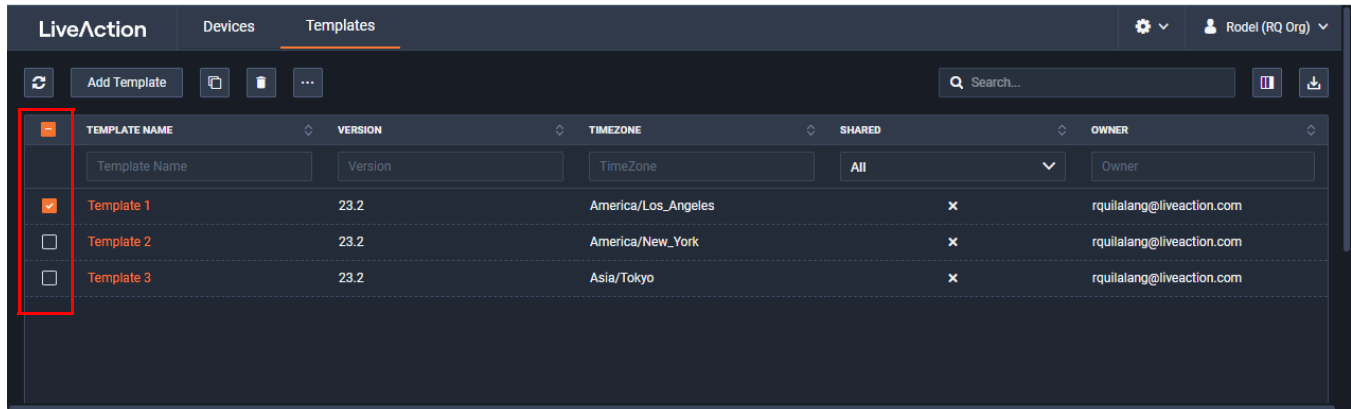 LiveAction Devices Templates Rodel (RQ Org)
Add Template ... Search...
TEMPLATE NAME VERSION TIMEZONE SHARED OWNER
Template Name Version TimeZone All Owner
Template 1 23.2 America/Los_Angeles rquilalang@liveaction.com
Template 2 23.2 America/New_York rquilalang@liveaction.com
Template 3 23.2 Asia/Tokyo rquilalang@liveaction.com